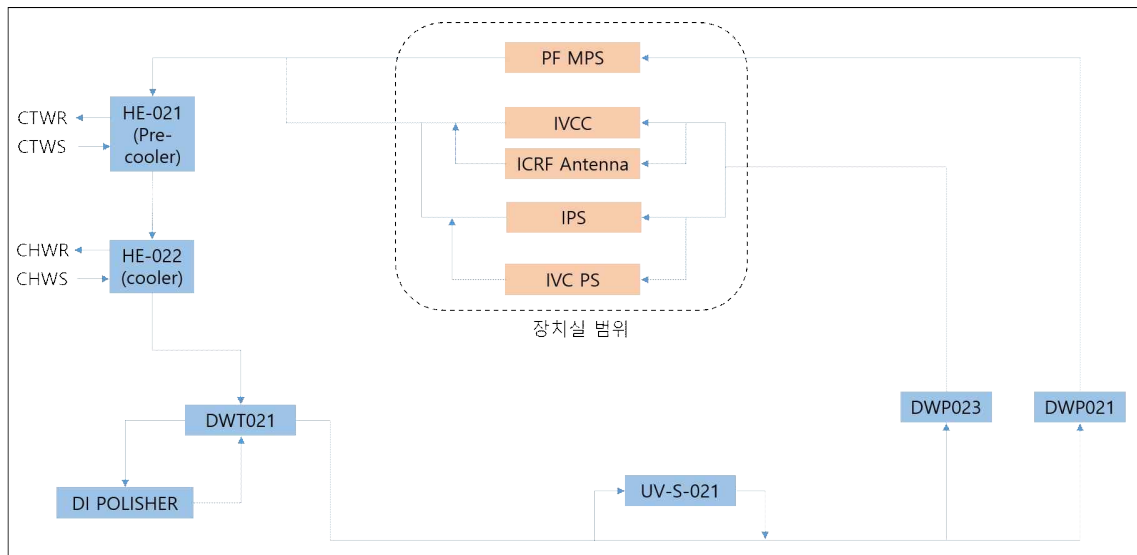 PF MPS
CTWR
CTWS
HE-021
(Pre-
cooler)
IVCC
ICRF Antenna
IPS
CHWR
CHWS
HE-022
(cooler)
IVC PS
장치실 범위
DWT021
DWP023
DWP021
DI POLISHER
UV-S-021